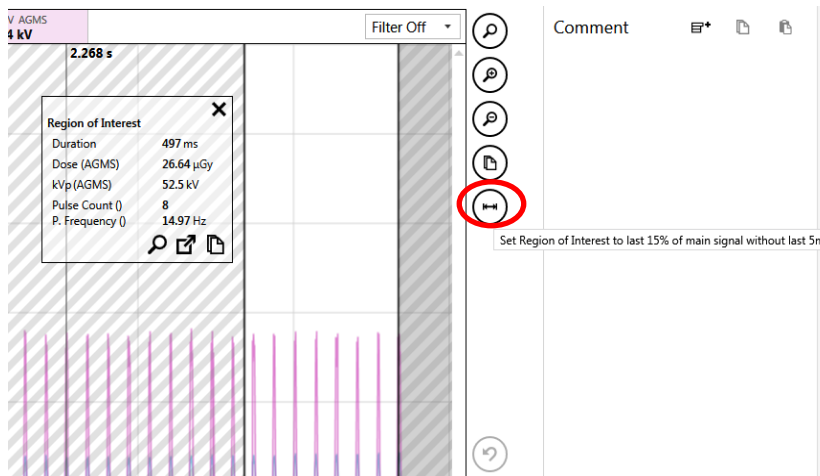 V AGMS
4 kV
Filter Off
2.268 s
Region of Interest
Duration 497 ms
Dose (AGMS) 26.64 µGy
kVp (AGMS) 52.5 kV
Pulse Count () 8
P. Frequency () 14.97 Hz
Comment
Set Region of Interest to last 15% of main signal without last 5m